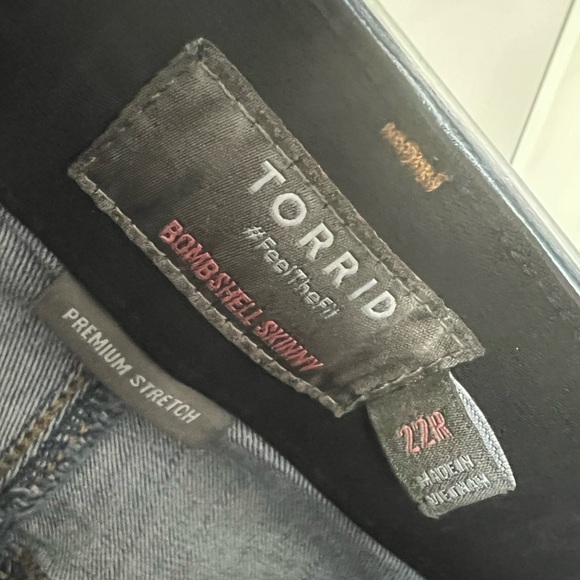 TORRID
#FeelTheFit
BOMBSHELL SKINNY
PREMIUM STRETCH
22R
MADE IN
VIETNAM